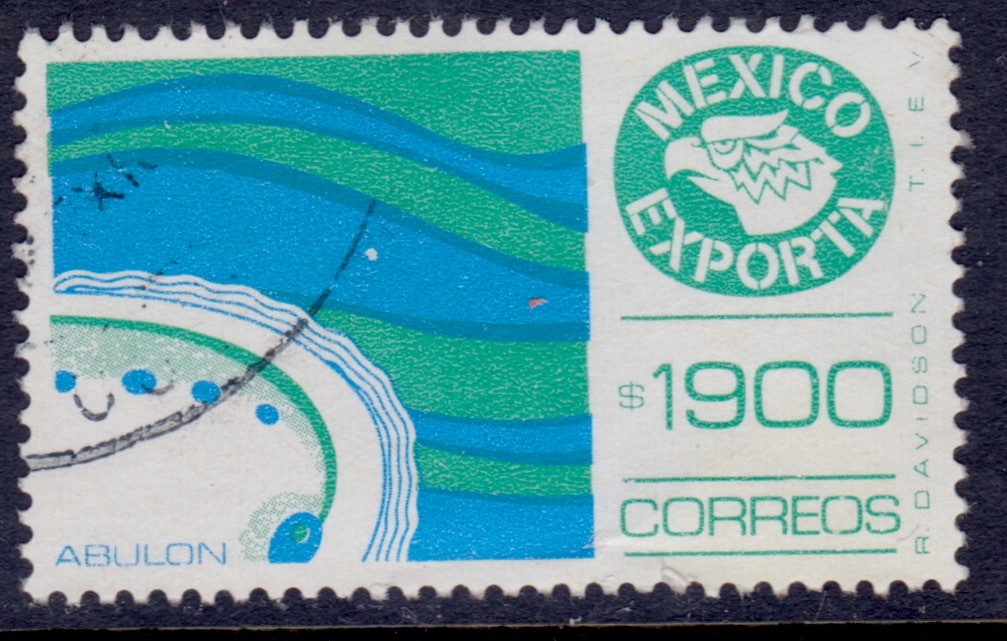 MEXICO
EXPORTA
$1900
CORREOS
ABULON
R. DAVIDSON T.I.E.V.